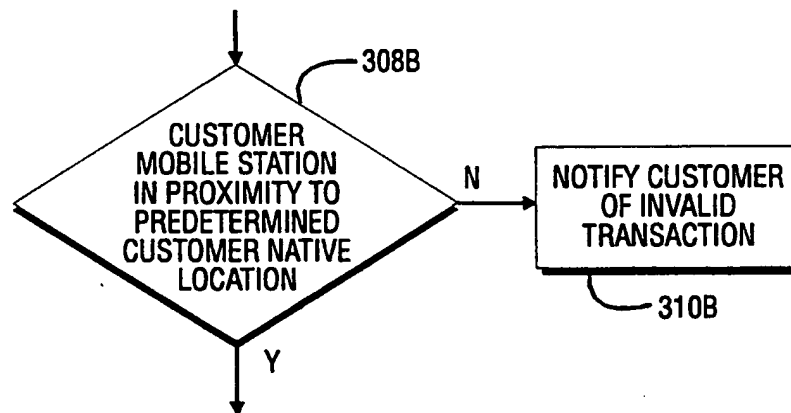 308B
CUSTOMER
MOBILE STATION
IN PROXIMITY TO
PREDETERMINED
CUSTOMER NATIVE
LOCATION
N
NOTIFY CUSTOMER
OF INVALID
TRANSACTION
310B
Y